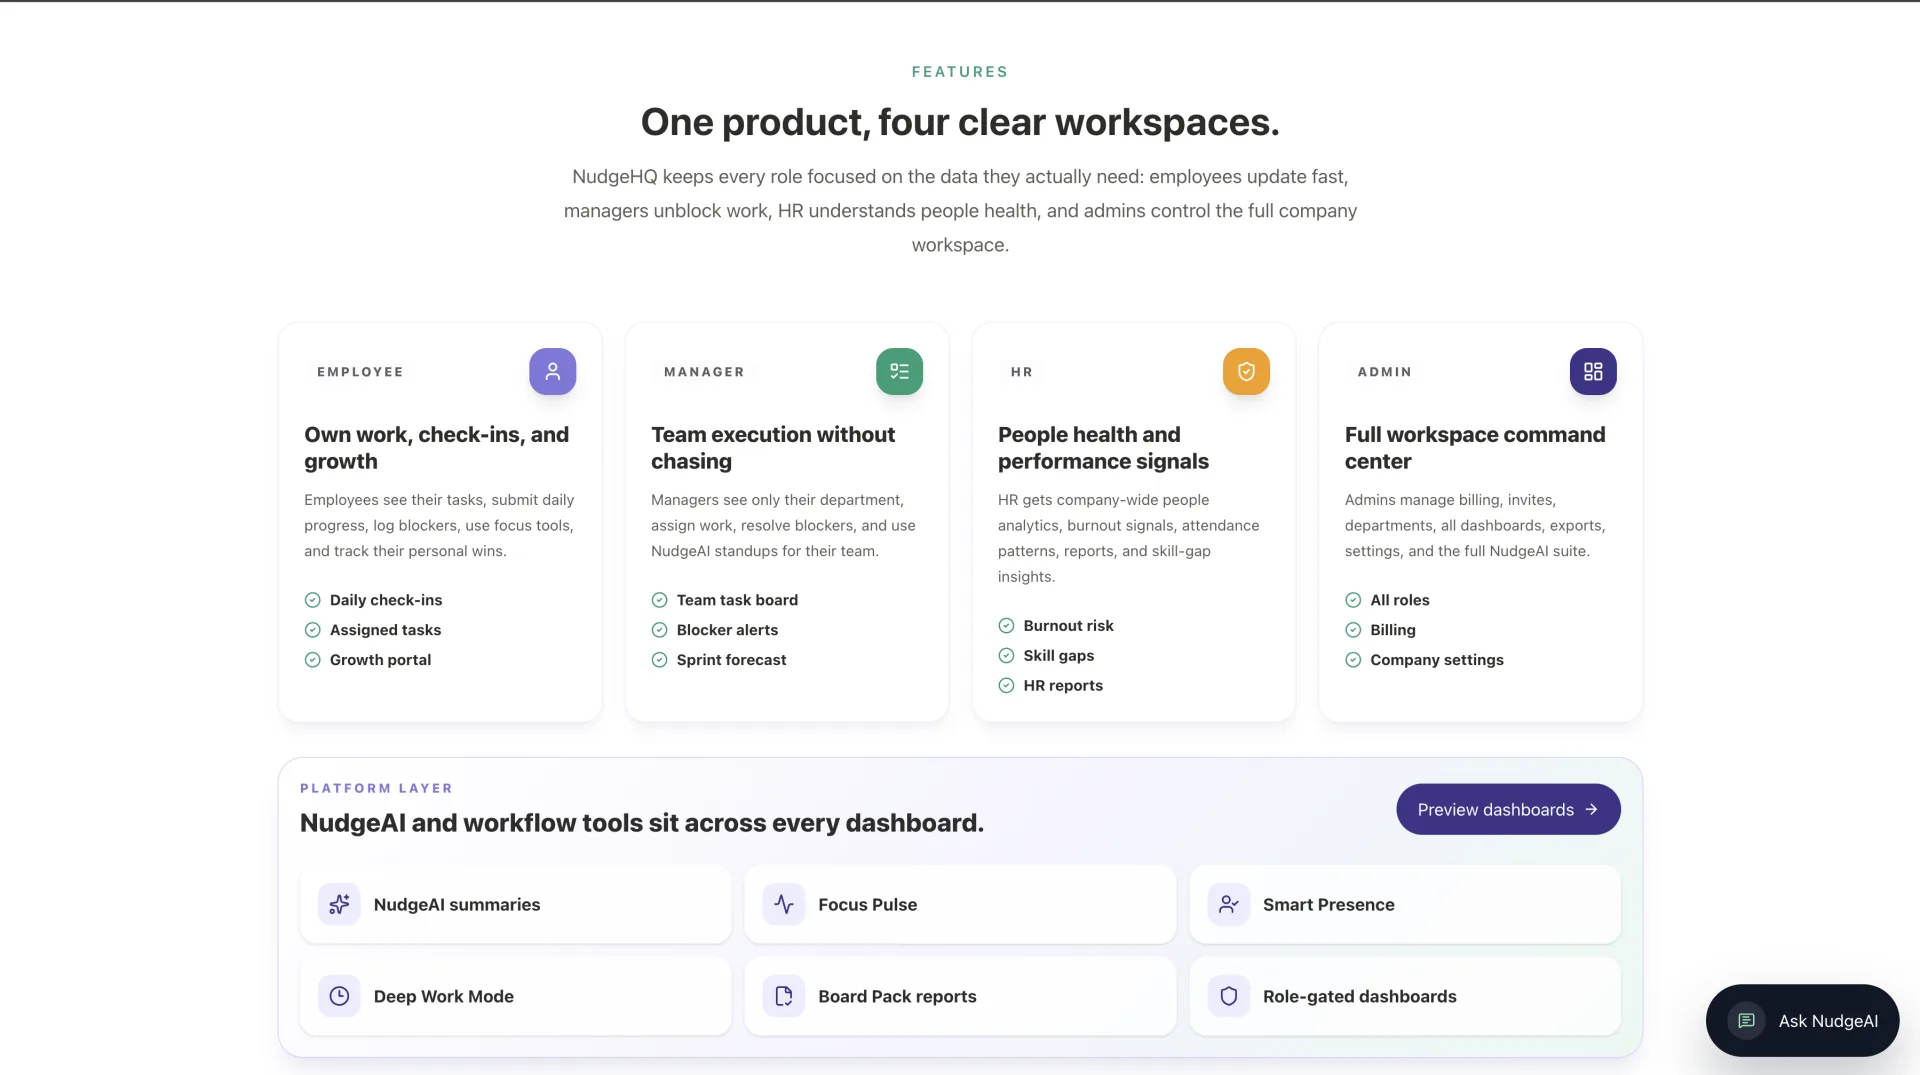 FEATURES
One product, four clear workspaces.
NudgeHQ keeps every role focused on the data they actually need: employees update fast,
managers unblock work, HR understands people health, and admins control the full company
workspace.
EMPLOYEE
Own work, check-ins, and
growth
Employees see their tasks, submit daily
progress, log blockers, use focus tools,
and track their personal wins.
Daily check-ins
Assigned tasks
Growth portal
MANAGER
Team execution without
chasing
Managers see only their department,
assign work, resolve blockers, and use
NudgeAI standups for their team.
Team task board
Blocker alerts
Sprint forecast
HR
People health and
performance signals
HR gets company-wide people
analytics, burnout signals, attendance
patterns, reports, and skill-gap
insights.
Burnout risk
Skill gaps
HR reports
ADMIN
Full workspace command
center
Admins manage billing, invites,
departments, all dashboards, exports,
settings, and the full NudgeAI suite.
All roles
Billing
Company settings
PLATFORM LAYER
NudgeAI and workflow tools sit across every dashboard.
Preview dashboards
NudgeAI summaries
Focus Pulse
Smart Presence
Deep Work Mode
Board Pack reports
Role-gated dashboards
Ask NudgeAI